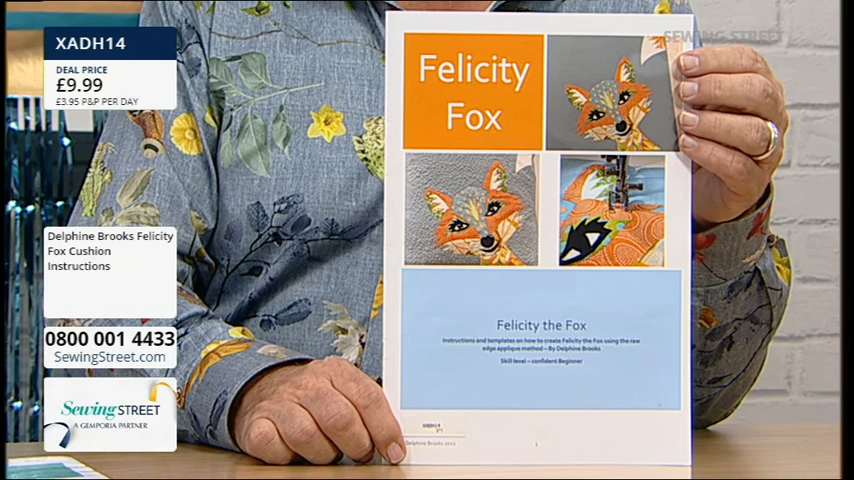 XADH14
DEAL PRICE
£9.99
£3.95 P&P PER DAY
Delphine Brooks Felicity
Fox Cushion
Instructions
0800 001 4433
SewingStreet.com
Sewing STREET
A GEMPORIA PARTNER
SEWING STREET
Felicity
Fox
Felicity the Fox
Instructions and templates on how to create Felicity the Fox using the raw
edge applique method – By Delphine Brooks
Skill level – confident Beginner
XADH14
Delphine Brooks 2022
1